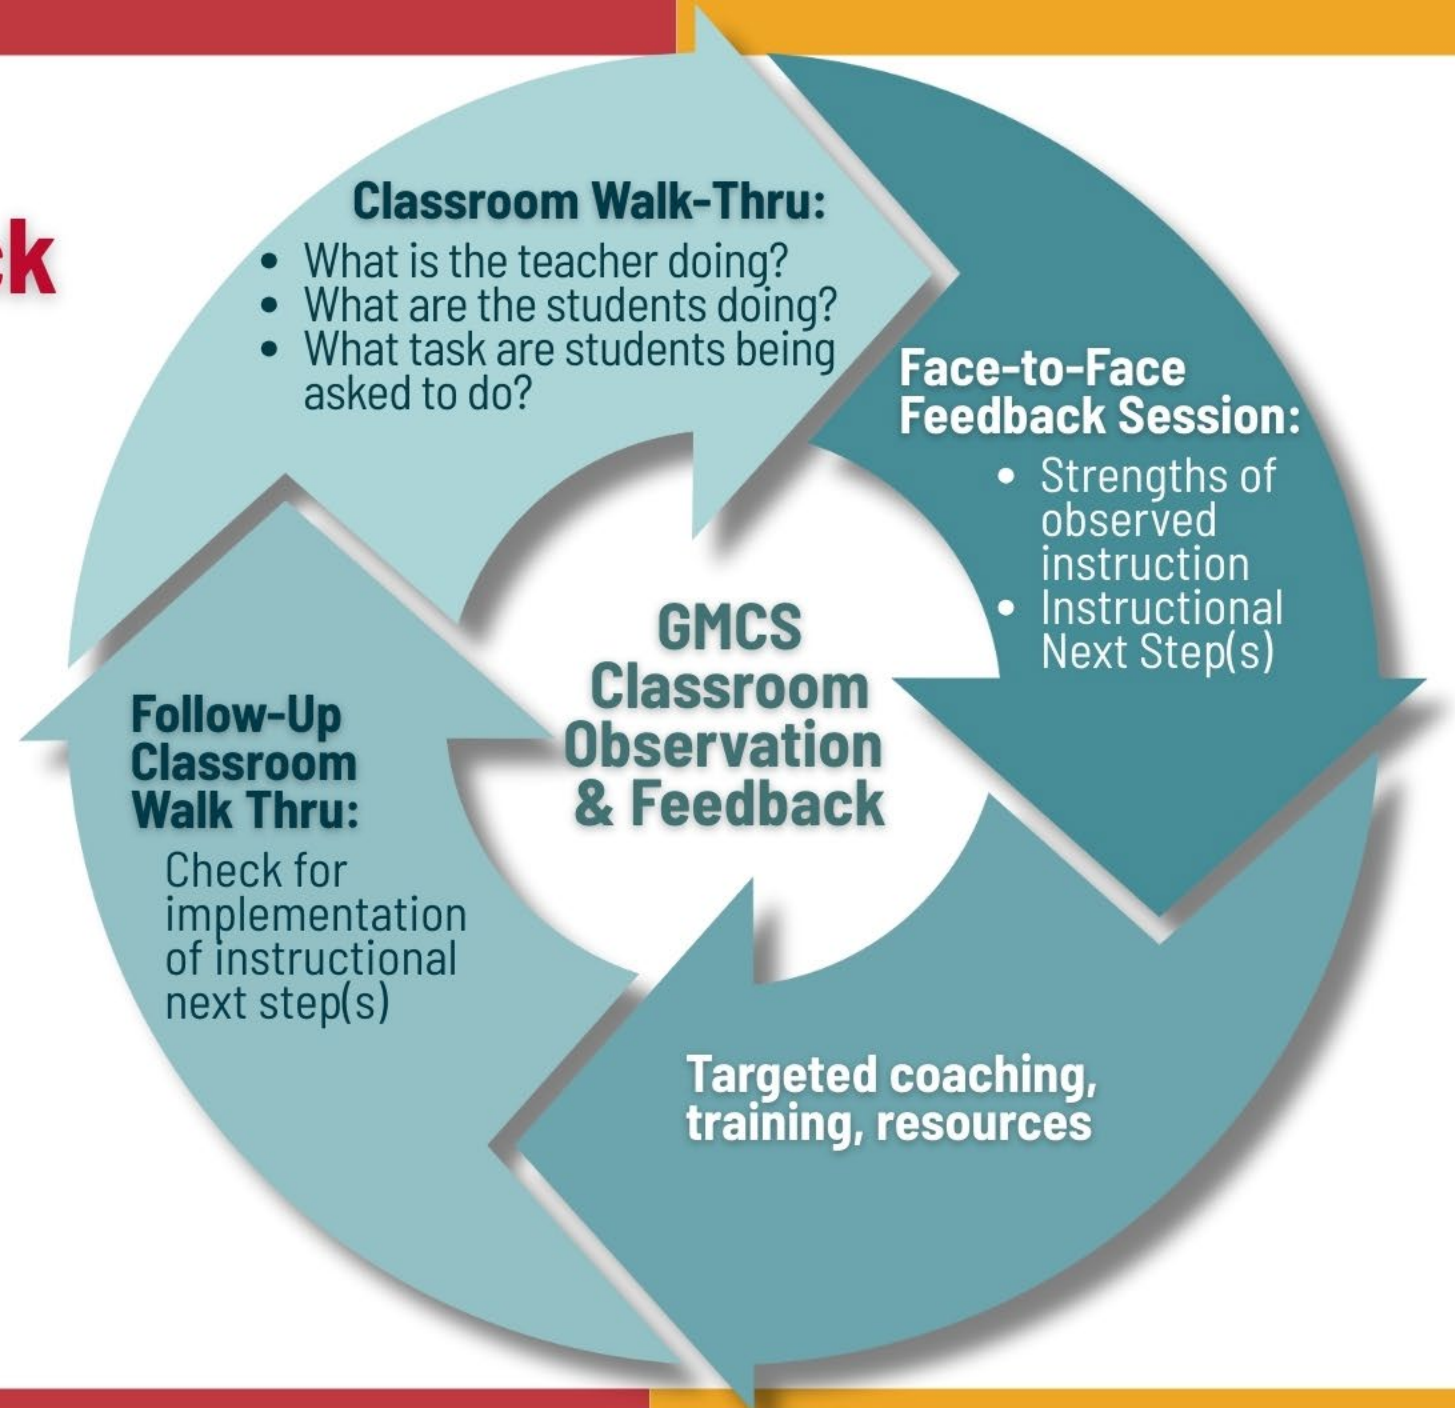 ck
Classroom Walk-Thru:
• What is the teacher doing?
• What are the students doing?
• What task are students being
asked to do?
Face-to-Face
Feedback Session:
• Strengths of
observed
instruction
• Instructional
Next Step(s)
GMCS
Classroom
Observation
& Feedback
Follow-Up
Classroom
Walk Thru:
Check for
implementation
of instructional
next step(s)
Targeted coaching,
training, resources